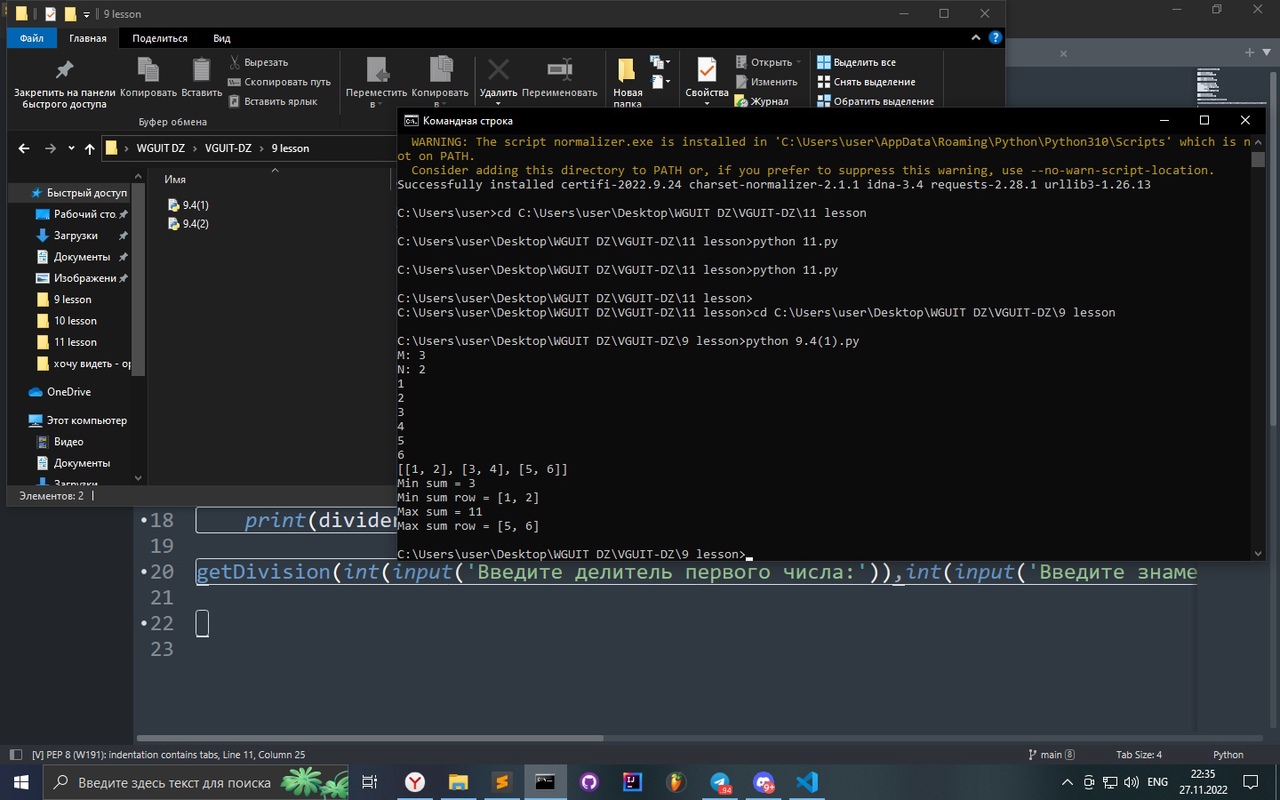 9 lesson
Файл Главная Поделиться Вид
Закрепить на панели быстрого доступа
Копировать
Вставить
Вырезать
Скопировать путь
Вставить ярлык
Буфер обмена
Переместить в
Копировать в
Удалить
Переименовать
Новая папка
Свойства
Открыть
Изменить
Журнал
Выделить все
Снять выделение
Обратить выделение
WGUIT DZ › VGUIT-DZ › 9 lesson
Быстрый доступ
Рабочий сто.
Загрузки
Документы
Изображени
9 lesson
10 lesson
11 lesson
хочу видеть - ор
OneDrive
Этот компьютер
Видео
Документы
Загрузки
Имя
9.4(1)
9.4(2)
Элементов: 2
Командная строка
WARNING: The script normalizer.exe is installed in 'C:\Users\user\AppData\Roaming\Python\Python310\Scripts' which is n
ot on PATH.
Consider adding this directory to PATH or, if you prefer to suppress this warning, use --no-warn-script-location.
Successfully installed certifi-2022.9.24 charset-normalizer-2.1.1 idna-3.4 requests-2.28.1 urllib3-1.26.13
C:\Users\user>cd C:\Users\user\Desktop\WGUIT DZ\VGUIT-DZ\11 lesson
C:\Users\user\Desktop\WGUIT DZ\VGUIT-DZ\11 lesson>python 11.py
C:\Users\user\Desktop\WGUIT DZ\VGUIT-DZ\11 lesson>python 11.py
C:\Users\user\Desktop\WGUIT DZ\VGUIT-DZ\11 lesson>
C:\Users\user\Desktop\WGUIT DZ\VGUIT-DZ\11 lesson>cd C:\Users\user\Desktop\WGUIT DZ\VGUIT-DZ\9 lesson
C:\Users\user\Desktop\WGUIT DZ\VGUIT-DZ\9 lesson>python 9.4(1).py
M: 3
N: 2
1
2
3
4
5
6
[[1, 2], [3, 4], [5, 6]]
Min sum = 3
Min sum row = [1, 2]
Max sum = 11
Max sum row = [5, 6]
C:\Users\user\Desktop\WGUIT DZ\VGUIT-DZ\9 lesson>
18 print(divider
19
20 getDivision(int(input('Введите делитель первого числа:')),int(input('Введите знаме
21
22
23
[V] PEP 8 (W191): indentation contains tabs, Line 11, Column 25
main 8
Tab Size: 4
Python
Введите здесь текст для поиска
94
9+
ENG
22:35
27.11.2022